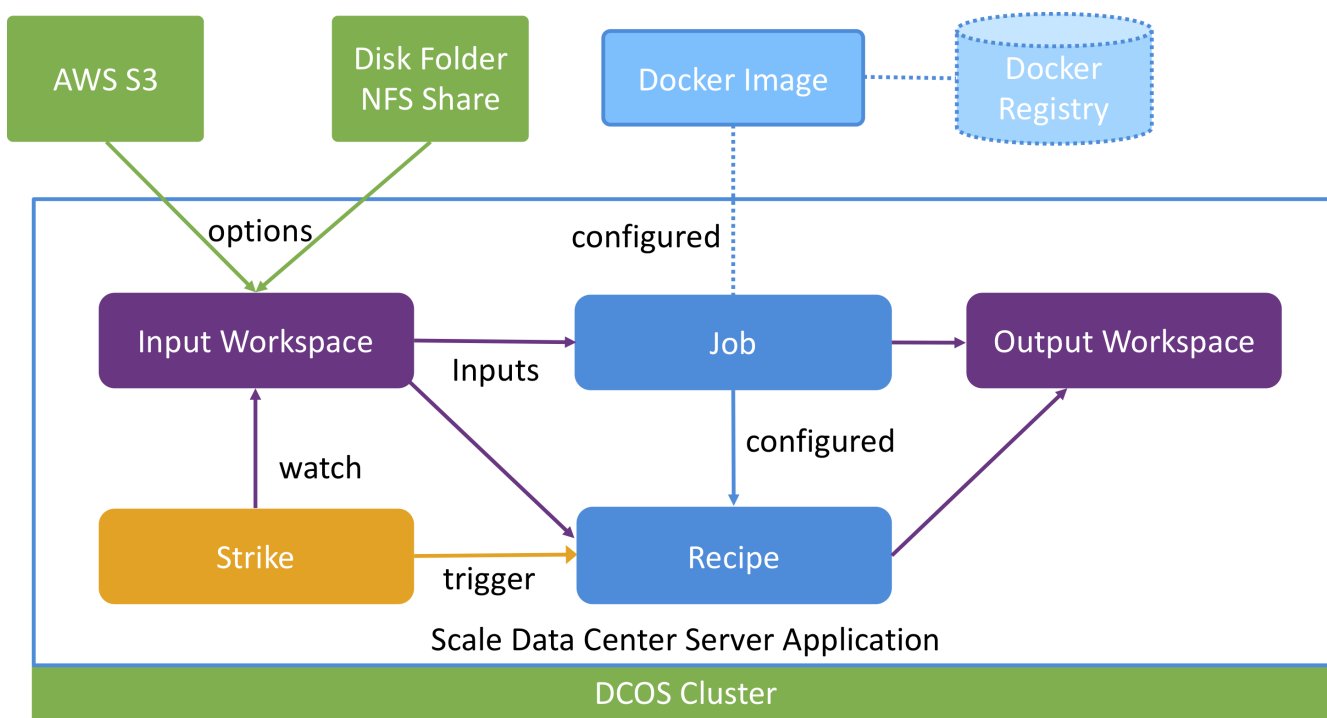 AWS S3
Disk Folder
NFS Share
Docker Image
Docker
Registry
options
configured
Input Workspace
Job
Output Workspace
Inputs
configured
watch
Strike
trigger
Recipe
Scale Data Center Server Application
DCOS Cluster